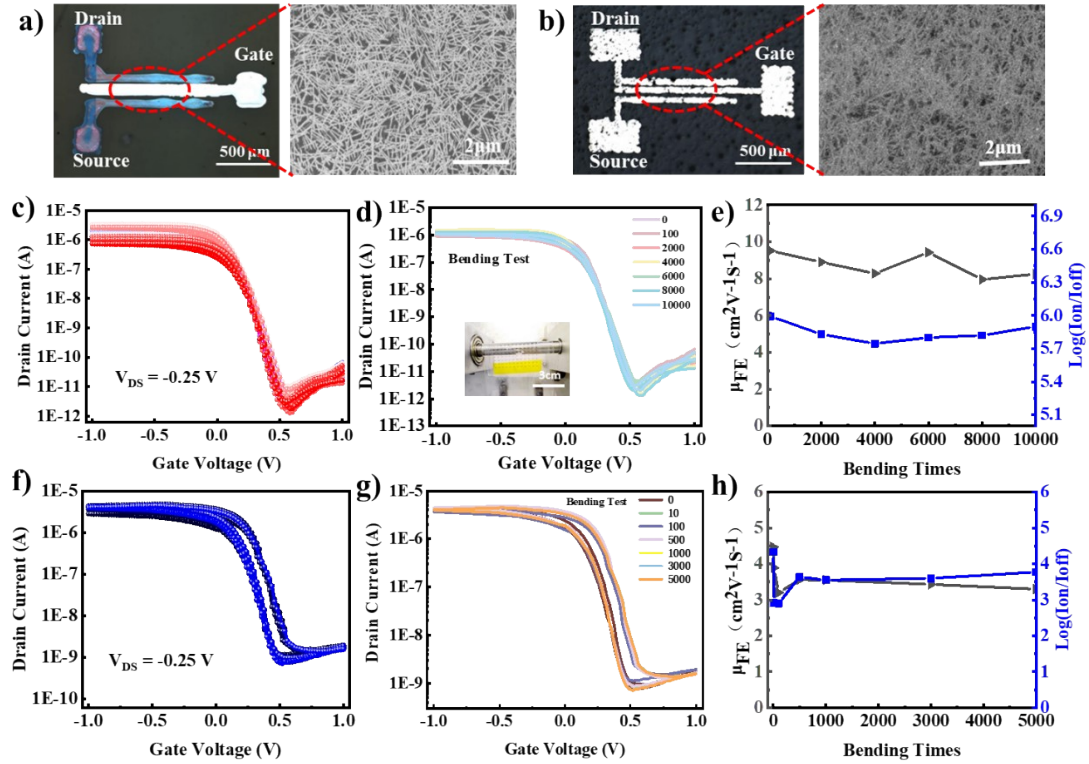 a)
Drain
Gate
Source
500 μm
2μm
b)
Drain
Gate
Source
500 μm
2μm
c)
1E-5
1E-6
1E-7
1E-8
1E-9
1E-10
1E-11
1E-12
Drain Current (A)
VDS = -0.25 V
-1.0 -0.5 0.0 0.5 1.0
Gate Voltage (V)
d)
1E-5
1E-6
1E-7
1E-8
1E-9
1E-10
1E-11
1E-12
1E-13
Drain Current (A)
Bending Test
0
100
2000
4000
6000
8000
10000
3cm
-1.0 -0.5 0.0 0.5 1.0
Gate Voltage (V)
e)
14
12
10
8
6
4
2
0
μFE (cm2V-1S-1)
6.9
6.6
6.3
6.0
5.7
5.4
5.1
Log(Ion/Ioff)
0 2000 4000 6000 8000 10000
Bending Times
f)
1E-5
1E-6
1E-7
1E-8
1E-9
1E-10
Drain Current (A)
VDS = -0.25 V
-1.0 -0.5 0.0 0.5 1.0
Gate Voltage (V)
g)
1E-5
1E-6
1E-7
1E-8
1E-9
Drain Current (A)
Bending Test
0
10
100
500
1000
3000
5000
-1.0 -0.5 0.0 0.5 1.0
Gate Voltage (V)
h)
6
5
4
3
2
1
0
μFE (cm2V-1S-1)
6
5
4
3
2
1
0
Log(Ion/Ioff)
0 1000 2000 3000 4000 5000
Bending Times